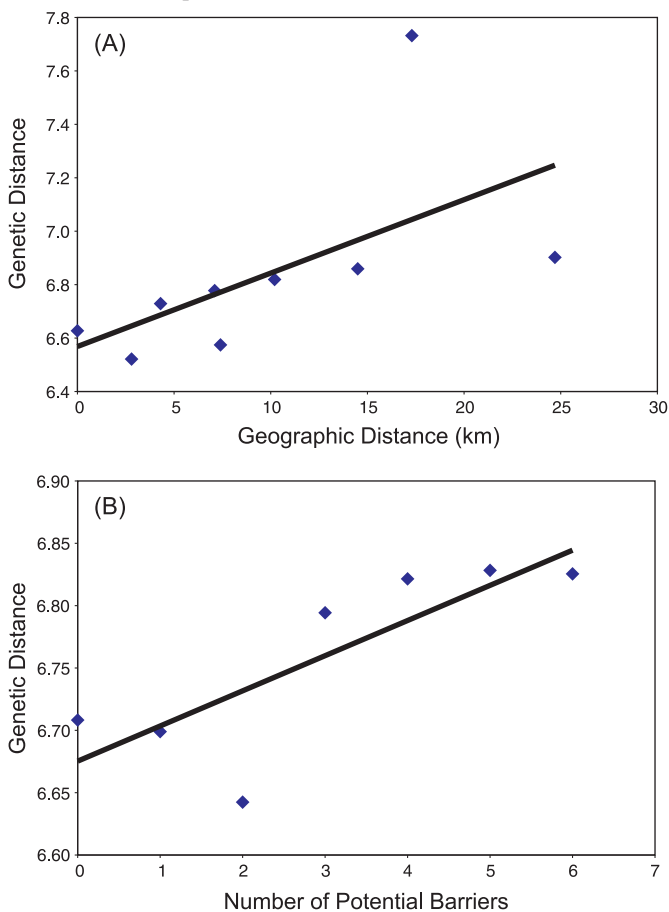 (A)
7.8
7.6
7.4
7.2
7.0
6.8
6.6
6.4
Genetic Distance
0 5 10 15 20 25 30
Geographic Distance (km)
(B)
6.90
6.85
6.80
6.75
6.70
6.65
6.60
Genetic Distance
0 1 2 3 4 5 6 7
Number of Potential Barriers